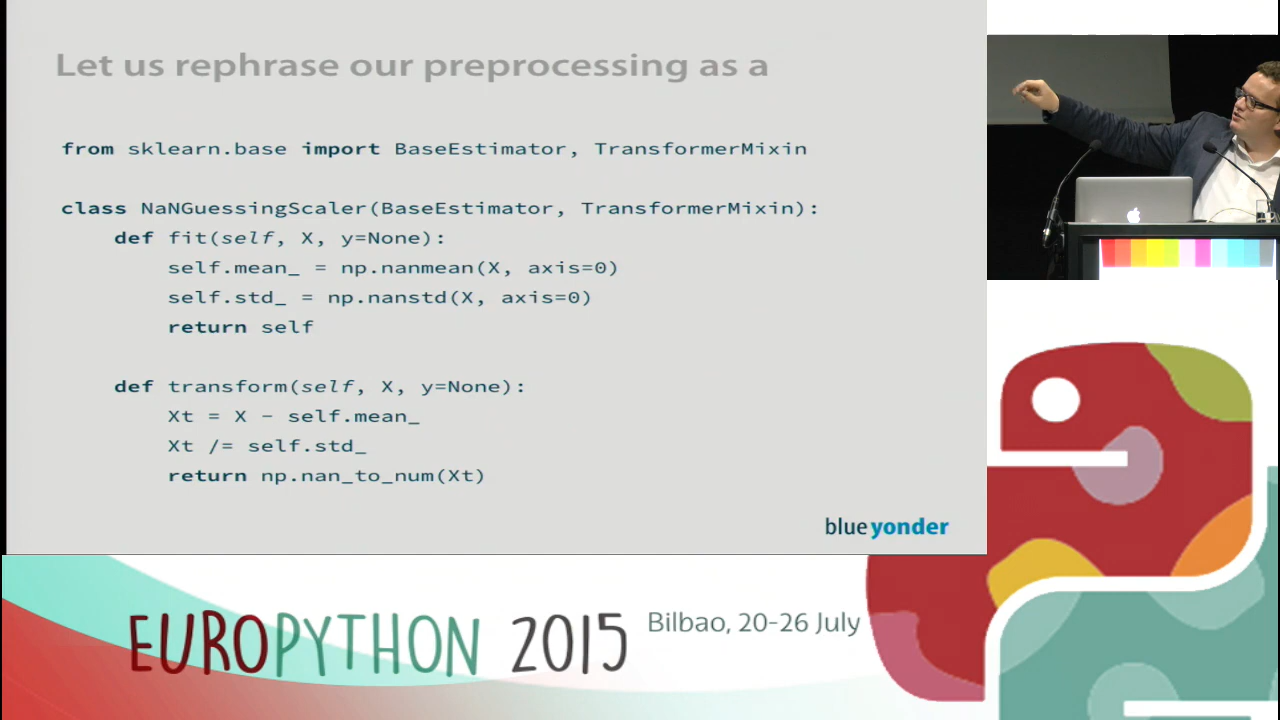 Let us rephrase our preprocessing as a
from sklearn.base import BaseEstimator, TransformerMixin
class NaNGuessingScaler(BaseEstimator, TransformerMixin):
def fit(self, X, y=None):
self.mean_ = np.nanmean(X, axis=0)
self.std_ = np.nanstd(X, axis=0)
return self
def transform(self, X, y=None):
Xt = X − self.mean_
Xt /= self.std_
return np.nan_to_num(Xt)
blueyonder
EUROPYTHON 2015 Bilbao, 20-26 July